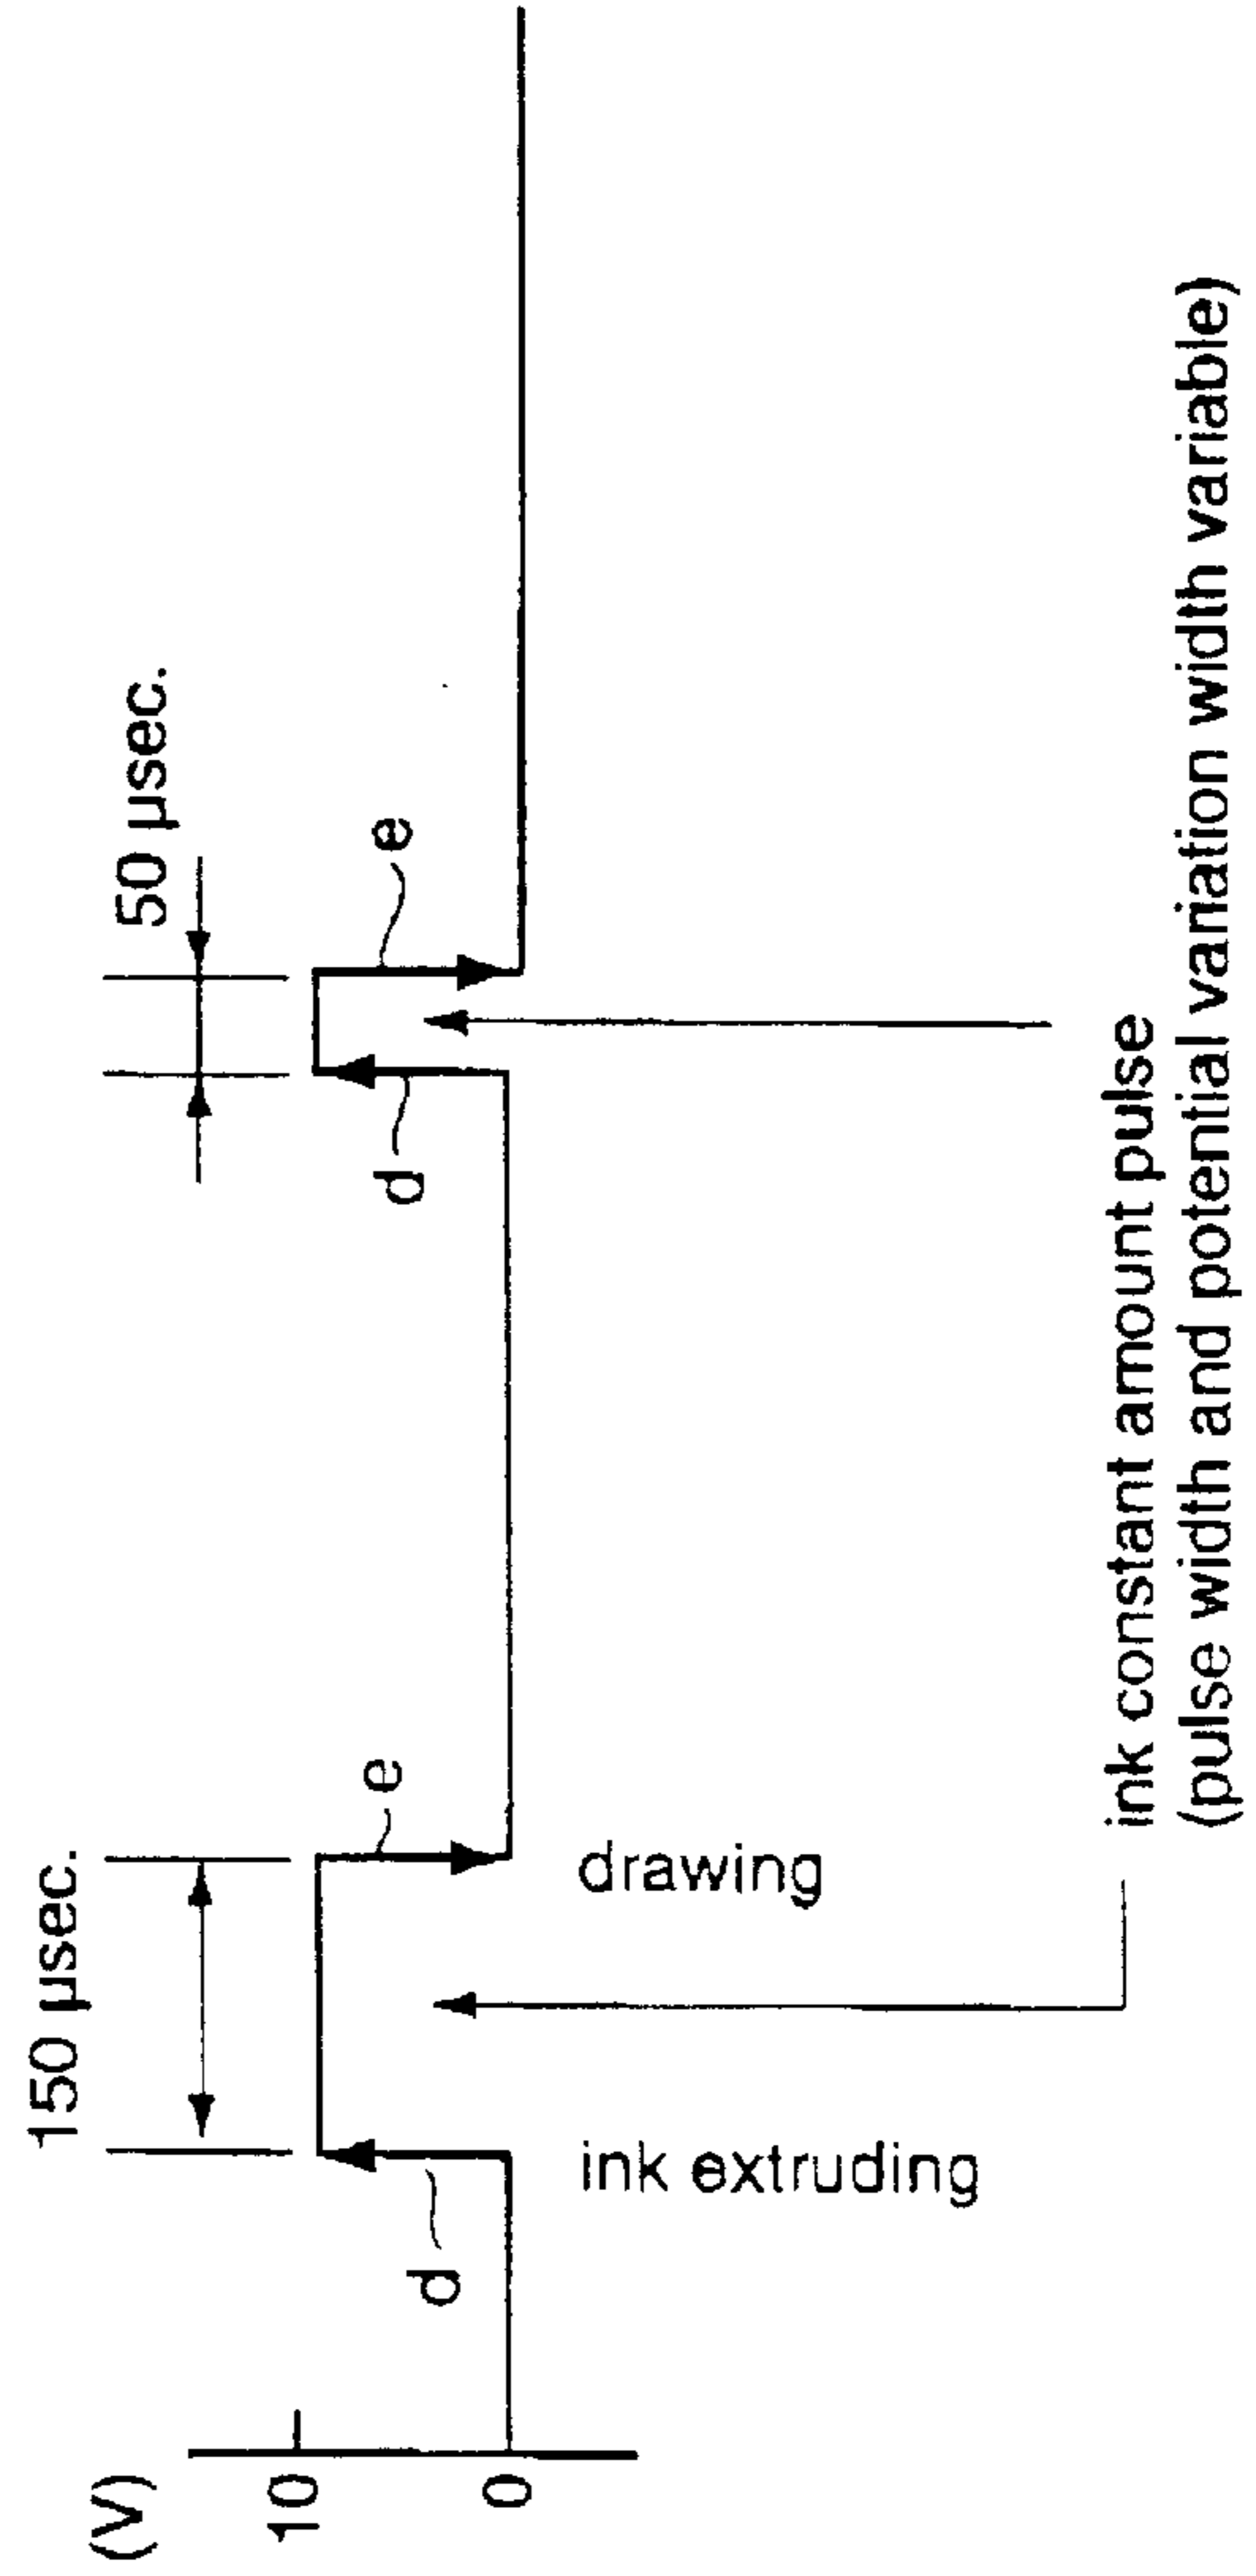 150 µsec.
50 µsec.
(V)
10
0
d
e
d
e
ink extruding
drawing
ink constant amount pulse
(pulse width and potential variation width variable)